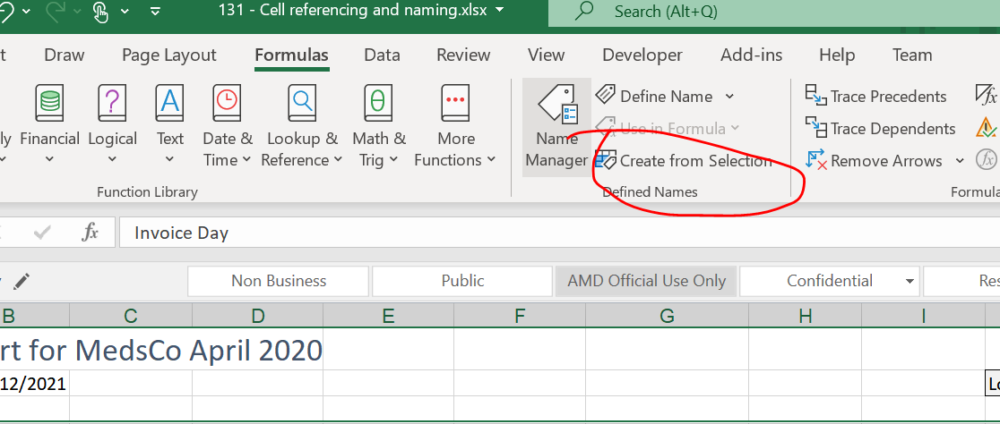 131 - Cell referencing and naming.xlsx Search (Alt+Q)
t Draw Page Layout Formulas Data Review View Developer Add-ins Help Team
ly Financial Logical Text Date & Time Lookup & Reference Math & Trig More Functions
Name Manager
Define Name
Use in Formula
Create from Selection
Trace Precedents
Trace Dependents
Remove Arrows
Function Library Defined Names Formula
fx Invoice Day
Non Business Public AMD Official Use Only Confidential Res
B C D E F G H I
rt for MedsCo April 2020
12/2021 Lo